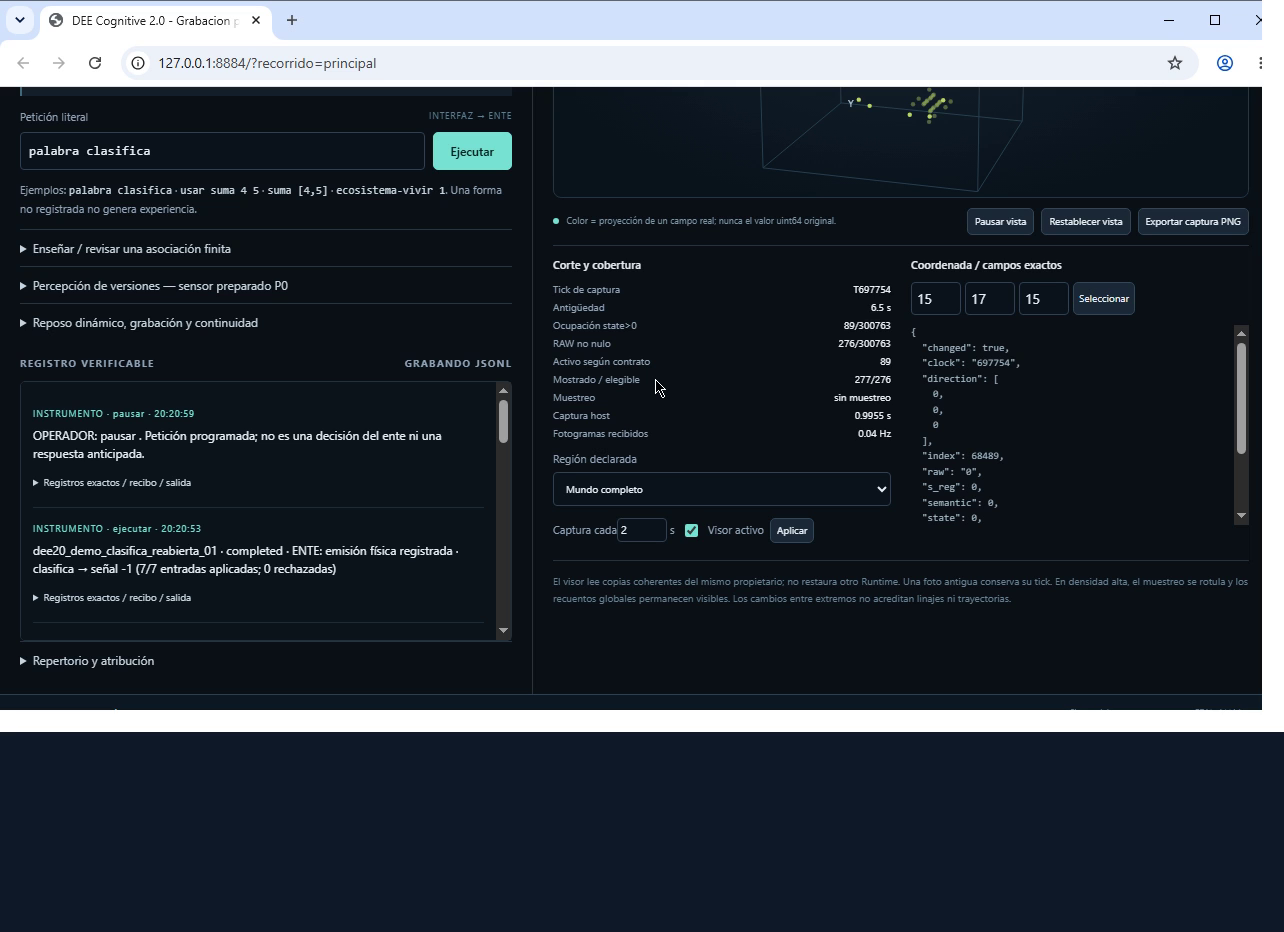 DEE Cognitive 2.0 - Grabacion p
127.0.0.1:8884/?recorrido=principal
Petición literal
INTERFAZ → ENTE
palabra clasifica
Ejecutar
Ejemplos: palabra clasifica · usar suma 4 5 · suma [4,5] · ecosistema-vivir 1. Una forma
no registrada no genera experiencia.
Enseñar / revisar una asociación finita
Percepción de versiones — sensor preparado P0
Reposo dinámico, grabación y continuidad
REGISTRO VERIFICABLE
GRABANDO JSONL
INSTRUMENTO · pausar · 20:20:59
OPERADOR: pausar . Petición programada; no es una decisión del ente ni una
respuesta anticipada.
Registros exactos / recibo / salida
INSTRUMENTO · ejecutar · 20:20:53
dee20_demo_clasifica_reabierta_01 · completed · ENTE: emisión física registrada ·
clasifica → señal -1 (7/7 entradas aplicadas; 0 rechazadas)
Registros exactos / recibo / salida
Repertorio y atribución
Y
Color = proyección de un campo real; nunca el valor uint64 original.
Pausar vista
Restablecer vista
Exportar captura PNG
Corte y cobertura
Tick de captura T697754
Antigüedad 6.5 s
Ocupación state>0 89/300763
RAW no nulo 276/300763
Activo según contrato 89
Mostrado / elegible 277/276
Muestreo sin muestreo
Captura host 0.9955 s
Fotogramas recibidos 0.04 Hz
Región declarada
Mundo completo
Captura cada 2 s Visor activo Aplicar
Coordenada / campos exactos
15 17 15 Seleccionar
{
"changed": true,
"clock": "697754",
"direction": [
0,
0,
0
],
"index": 68489,
"raw": "0",
"s_reg": 0,
"semantic": 0,
"state": 0,
El visor lee copias coherentes del mismo propietario; no restaura otro Runtime. Una foto antigua conserva su tick. En densidad alta, el muestreo se rotula y los
recuentos globales permanecen visibles. Los cambios entre extremos no acreditan linajes ni trayectorias.